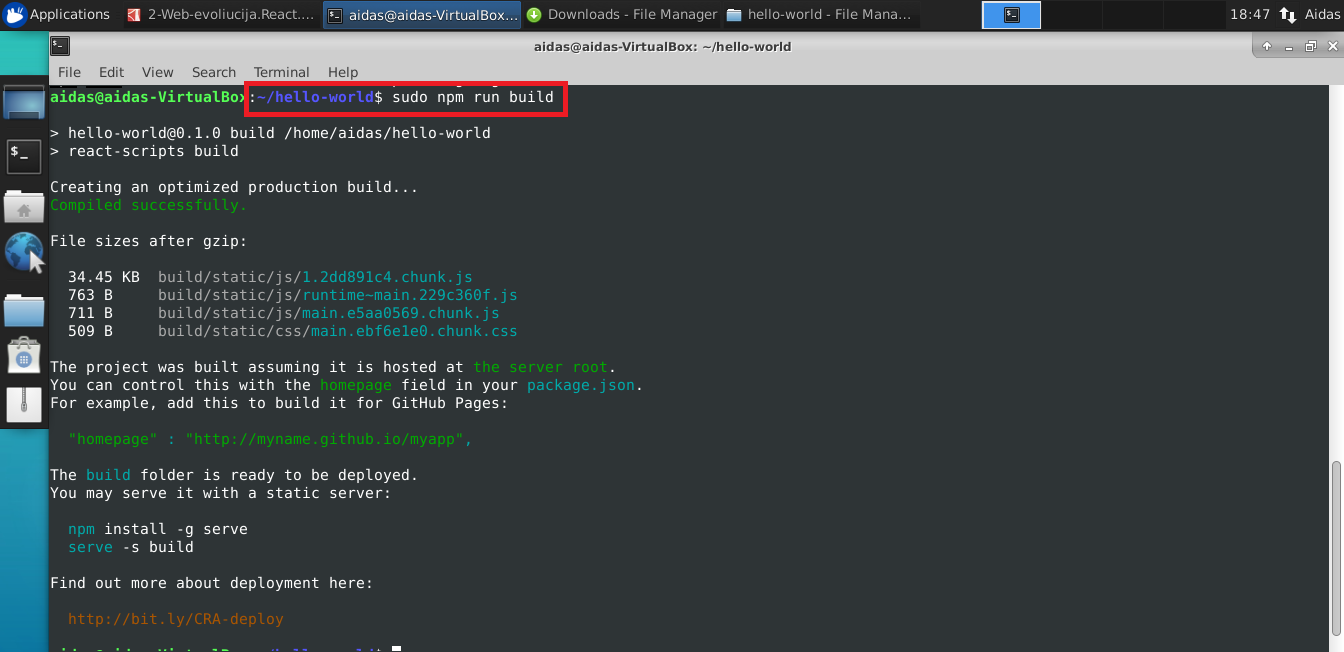 Applications
2-Web-evoliucija.React....
aidas@aidas-VirtualBox...
Downloads - File Manager
hello-world - File Mana...
18:47
Aidas
aidas@aidas-VirtualBox: ~/hello-world
File Edit View Search Terminal Help
aidas@aidas-VirtualBox:~/hello-world$ sudo npm run build
> hello-world@0.1.0 build /home/aidas/hello-world
> react-scripts build
Creating an optimized production build...
Compiled successfully.
File sizes after gzip:
34.45 KB build/static/js/1.2dd891c4.chunk.js
763 B build/static/js/runtime~main.229c360f.js
711 B build/static/js/main.e5aa0569.chunk.js
509 B build/static/css/main.ebf6e1e0.chunk.css
The project was built assuming it is hosted at the server root.
You can control this with the homepage field in your package.json.
For example, add this to build it for GitHub Pages:
"homepage" : "http://myname.github.io/myapp",
The build folder is ready to be deployed.
You may serve it with a static server:
npm install -g serve
serve -s build
Find out more about deployment here:
http://bit.ly/CRA-deploy
aidas@aidas-VirtualBox:~/hello-world$